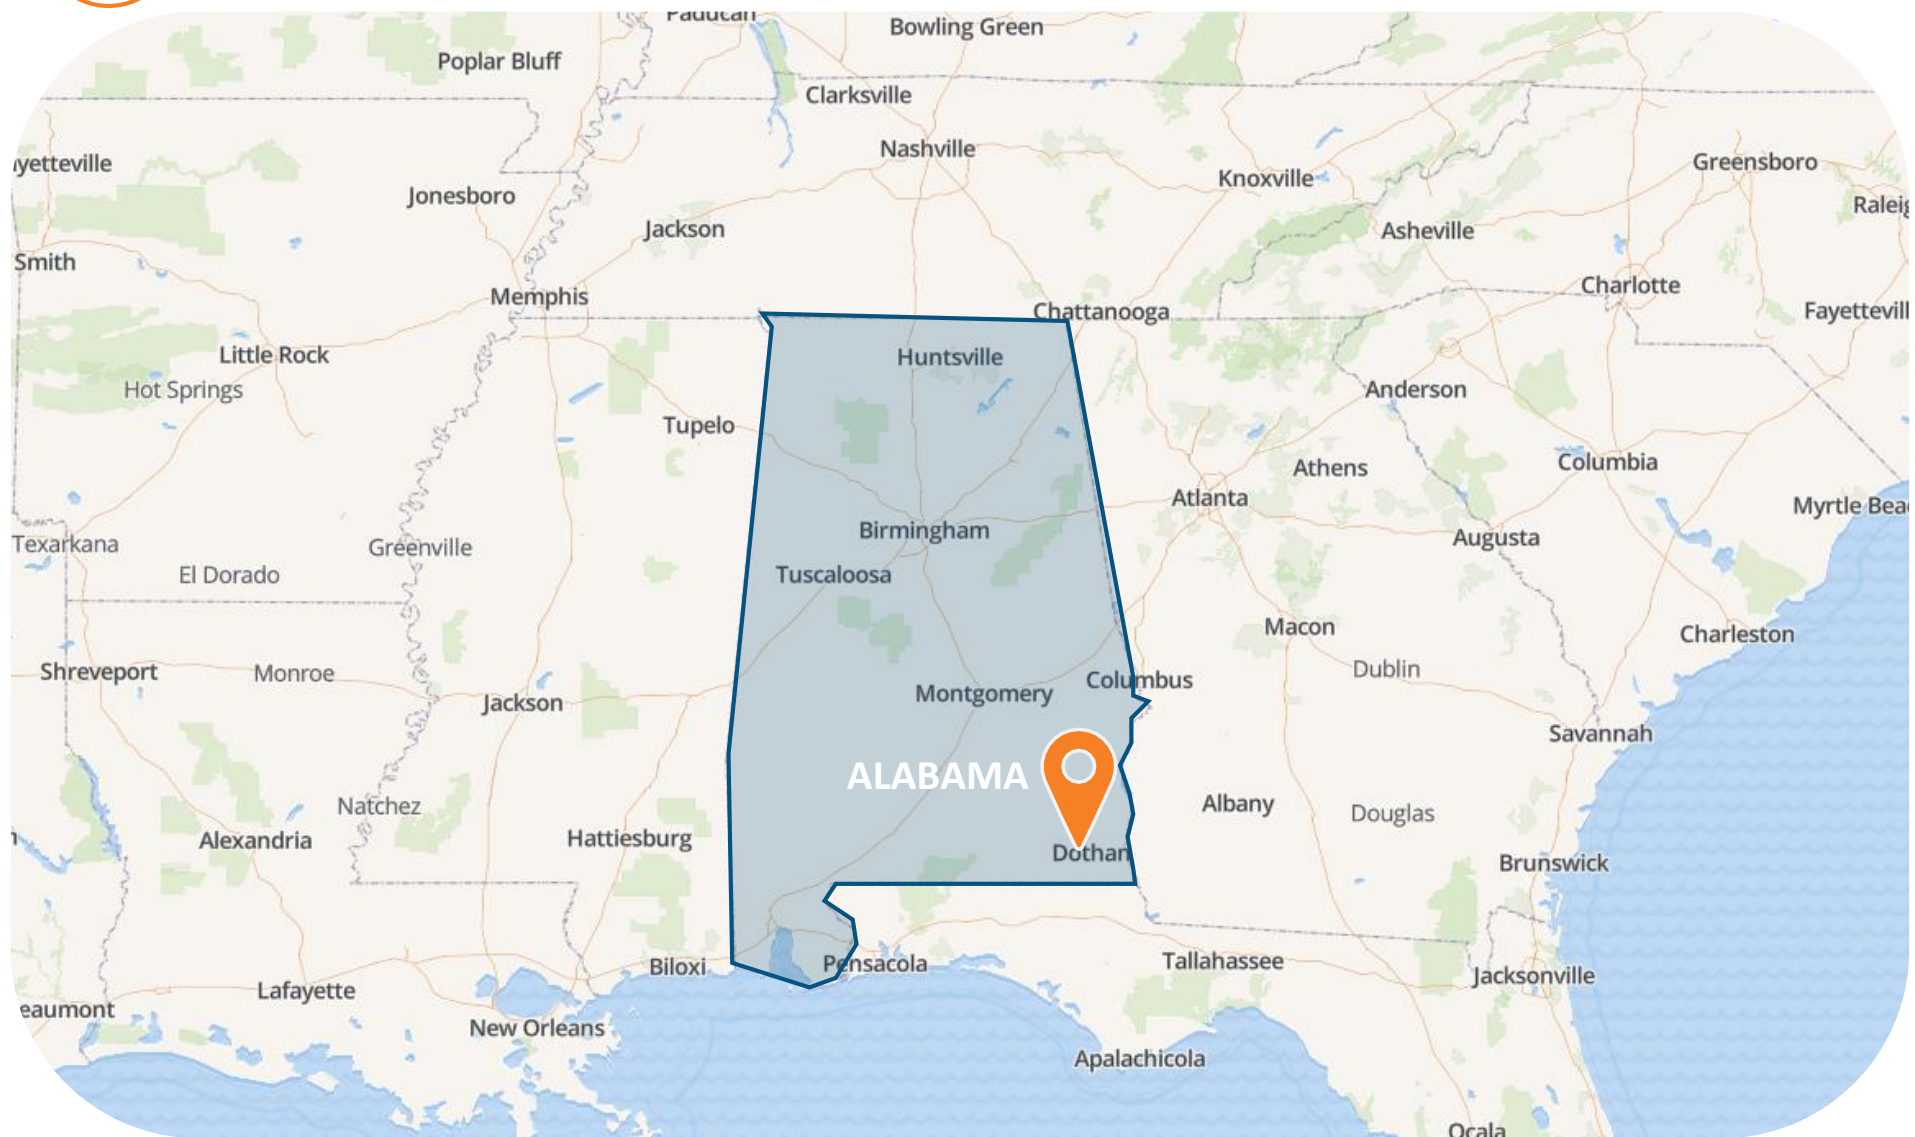 Paducah
Bowling Green
Poplar Bluff
Clarksville
Nashville
yetteville
Greensboro
Knoxville
Jonesboro
Raleig
Jackson
Asheville
Smith
Charlotte
Memphis
Chattanooga
Fayettevill
Little Rock
Huntsville
Hot Springs
Anderson
Tupelo
Columbia
Athens
Atlanta
Myrtle Bea
Birmingham
Augusta
Texarkana
Greenville
El Dorado
Tuscaloosa
Macon
Charleston
Dublin
Shreveport
Monroe
Columbus
Montgomery
Jackson
Savannah
ALABAMA
Albany
Natchez
Douglas
Alexandria
Hattiesburg
Dothan
Brunswick
Tallahassee
Pensacola
Biloxi
Jacksonville
Lafayette
eaumont
New Orleans
Apalachicola
Ocala